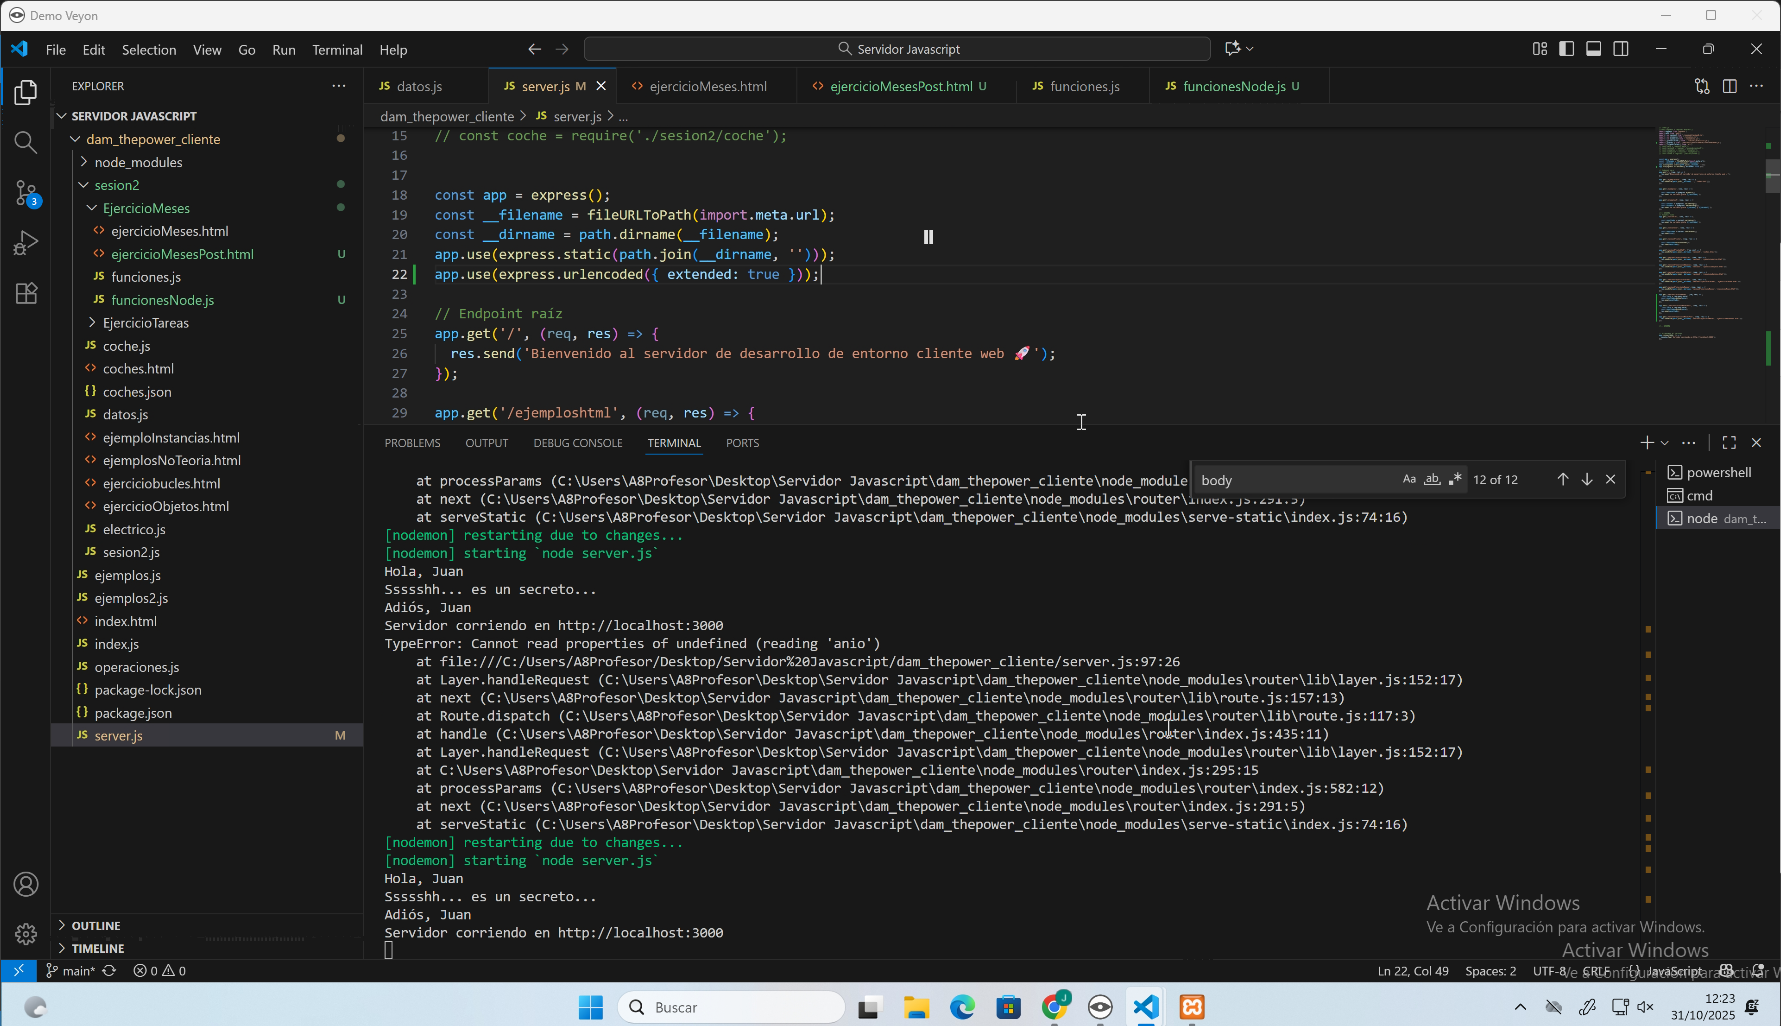 Demo Veyon
File Edit Selection View Go Run Terminal Help
Servidor Javascript
EXPLORER
datos.js
server.js M
ejercicioMeses.html
ejercicioMesesPost.html U
funciones.js
funcionesNode.js U
dam_thepower_cliente > JS server.js > ...
SERVIDOR JAVASCRIPT
dam_thepower_cliente
node_modules
sesion2
EjercicioMeses
ejercicioMeses.html
ejercicioMesesPost.html U
funciones.js
funcionesNode.js U
EjercicioTareas
coche.js
coches.html
coches.json
datos.js
ejemploInstancias.html
ejemplosNoTeoria.html
ejerciciobucles.html
ejercicioObjetos.html
electrico.js
sesion2.js
ejemplos.js
ejemplos2.js
index.html
index.js
operaciones.js
package-lock.json
package.json
server.js M
OUTLINE
TIMELINE
15 // const coche = require('./sesion2/coche');
16
17
18 const app = express();
19 const __filename = fileURLToPath(import.meta.url);
20 const __dirname = path.dirname(__filename);
21 app.use(express.static(path.join(__dirname, '')));
22 app.use(express.urlencoded({ extended: true }));
23
24 // Endpoint raíz
25 app.get('/', (req, res) => {
26 res.send('Bienvenido al servidor de desarrollo de entorno cliente web 🚀');
27 });
28
29 app.get('/ejemploshtml', (req, res) => {
PROBLEMS OUTPUT DEBUG CONSOLE TERMINAL PORTS
body Aa ab .* 12 of 12
powershell
cmd
node dam_t...
at processParams (C:\Users\A8Profesor\Desktop\Servidor Javascript\dam_thepower_cliente\node_module
at next (C:\Users\A8Profesor\Desktop\Servidor Javascript\dam_thepower_cliente\node_modules\router\index.js:291:5)
at serveStatic (C:\Users\A8Profesor\Desktop\Servidor Javascript\dam_thepower_cliente\node_modules\serve-static\index.js:74:16)
[nodemon] restarting due to changes...
[nodemon] starting `node server.js`
Hola, Juan
Ssssshh... es un secreto...
Adiós, Juan
Servidor corriendo en http://localhost:3000
TypeError: Cannot read properties of undefined (reading 'anio')
at file:///C:/Users/A8Profesor/Desktop/Servidor%20Javascript/dam_thepower_cliente/server.js:97:26
at Layer.handleRequest (C:\Users\A8Profesor\Desktop\Servidor Javascript\dam_thepower_cliente\node_modules\router\lib\layer.js:152:17)
at next (C:\Users\A8Profesor\Desktop\Servidor Javascript\dam_thepower_cliente\node_modules\router\lib\route.js:157:13)
at Route.dispatch (C:\Users\A8Profesor\Desktop\Servidor Javascript\dam_thepower_cliente\node_modules\router\lib\route.js:117:3)
at handle (C:\Users\A8Profesor\Desktop\Servidor Javascript\dam_thepower_cliente\node_modules\router\index.js:435:11)
at Layer.handleRequest (C:\Users\A8Profesor\Desktop\Servidor Javascript\dam_thepower_cliente\node_modules\router\lib\layer.js:152:17)
at C:\Users\A8Profesor\Desktop\Servidor Javascript\dam_thepower_cliente\node_modules\router\index.js:295:15
at processParams (C:\Users\A8Profesor\Desktop\Servidor Javascript\dam_thepower_cliente\node_modules\router\index.js:582:12)
at next (C:\Users\A8Profesor\Desktop\Servidor Javascript\dam_thepower_cliente\node_modules\router\index.js:291:5)
at serveStatic (C:\Users\A8Profesor\Desktop\Servidor Javascript\dam_thepower_cliente\node_modules\serve-static\index.js:74:16)
[nodemon] restarting due to changes...
[nodemon] starting `node server.js`
Hola, Juan
Ssssshh... es un secreto...
Adiós, Juan
Servidor corriendo en http://localhost:3000
Activar Windows
Ve a Configuración para activar Windows.
Activar Windows
Ve a Configuración para activar W
main* 0 0
Ln 22, Col 49 Spaces: 2 UTF-8 CRLF {} JavaScript
Buscar
12:23
31/10/2025